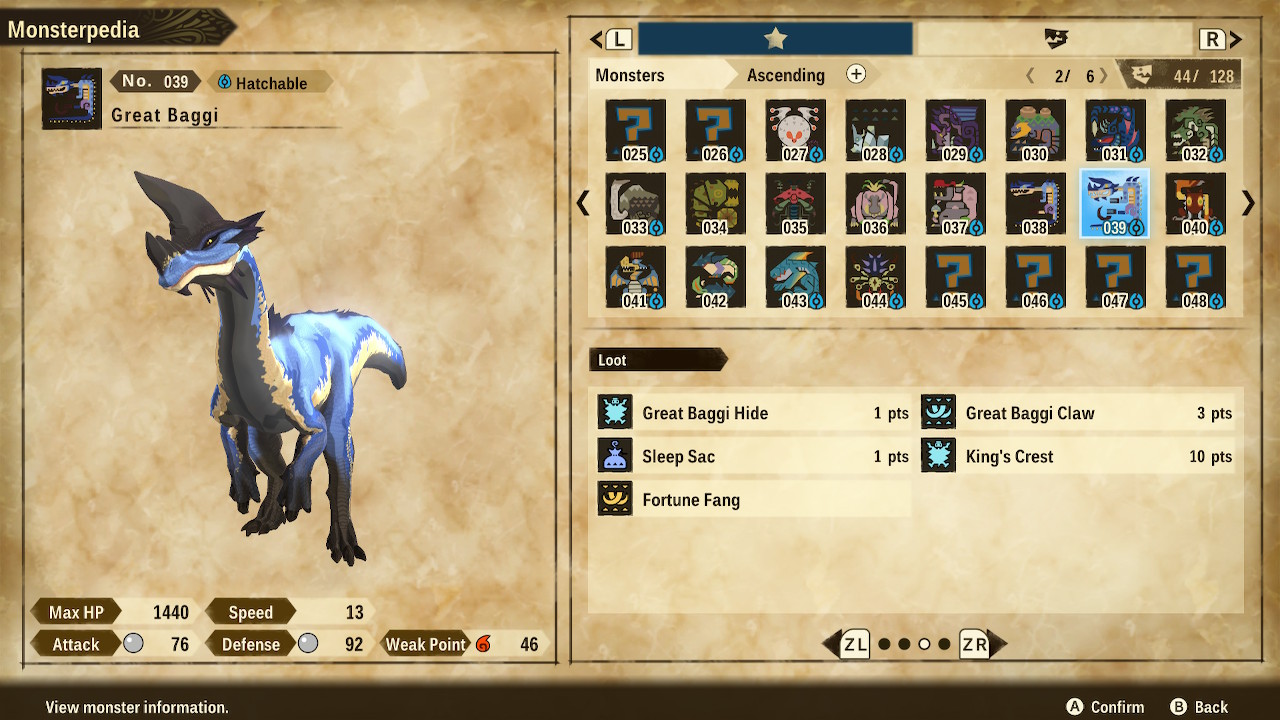 Monsterpedia
No. 039 Hatchable
Great Baggi
L R
Monsters Ascending + 2/ 6 44/ 128
? ?
025 026 027 028 029 030 031 032
033 034 035 036 037 038 039 040
? ? ? ?
041 042 043 044 045 046 047 048
Loot
Great Baggi Hide 1 pts Great Baggi Claw 3 pts
Sleep Sac 1 pts King's Crest 10 pts
Fortune Fang
Max HP 1440 Speed 13
Attack 76 Defense 92 Weak Point 46
ZL ZR
View monster information.
A Confirm B Back